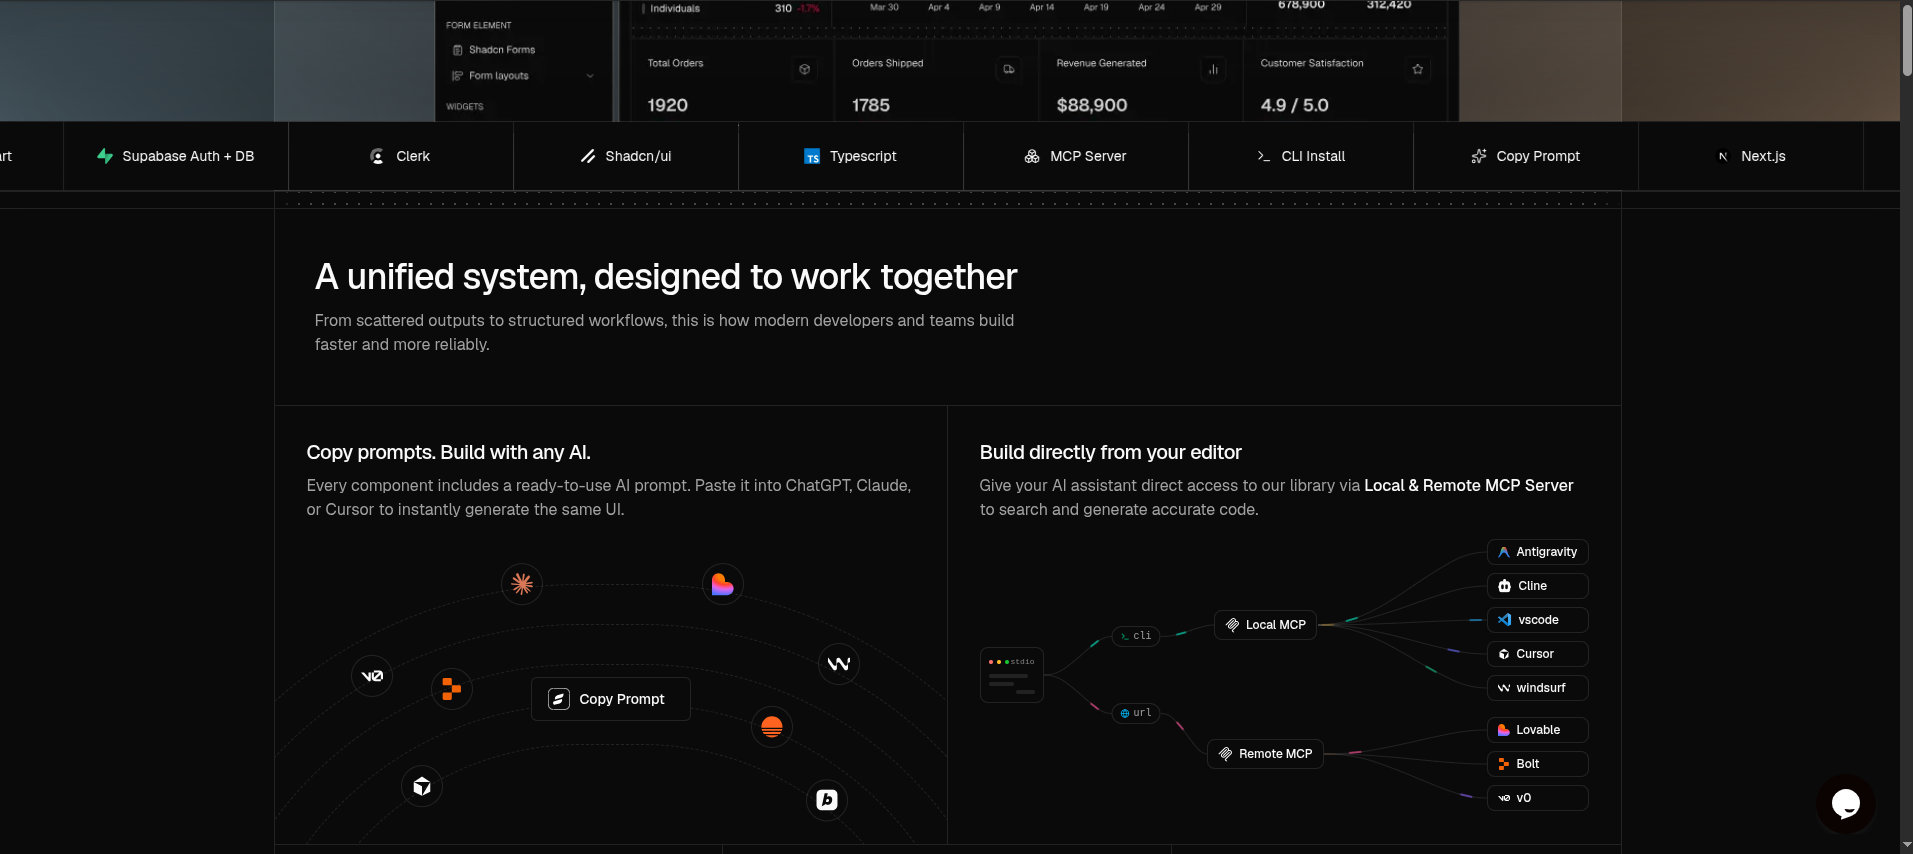 Individuals 310 -1.7% Mar 30 Apr 4 Apr 9 Apr 14 Apr 19 Apr 24 Apr 29 678,900 312,420
FORM ELEMENT
Shadcn Forms
Form layouts
WIDGETS
Total Orders
1920
Orders Shipped
1785
Revenue Generated
$88,900
Customer Satisfaction
4.9 / 5.0
art Supabase Auth + DB Clerk Shadcn/ui TS Typescript MCP Server CLI Install Copy Prompt N Next.js
A unified system, designed to work together
From scattered outputs to structured workflows, this is how modern developers and teams build
faster and more reliably.
Copy prompts. Build with any AI.
Every component includes a ready-to-use AI prompt. Paste it into ChatGPT, Claude,
or Cursor to instantly generate the same UI.
v0
Copy Prompt
b
Build directly from your editor
Give your AI assistant direct access to our library via Local & Remote MCP Server
to search and generate accurate code.
stdio
cli
url
Local MCP
Remote MCP
Antigravity
Cline
vscode
Cursor
windsurf
Lovable
Bolt
v0 v0